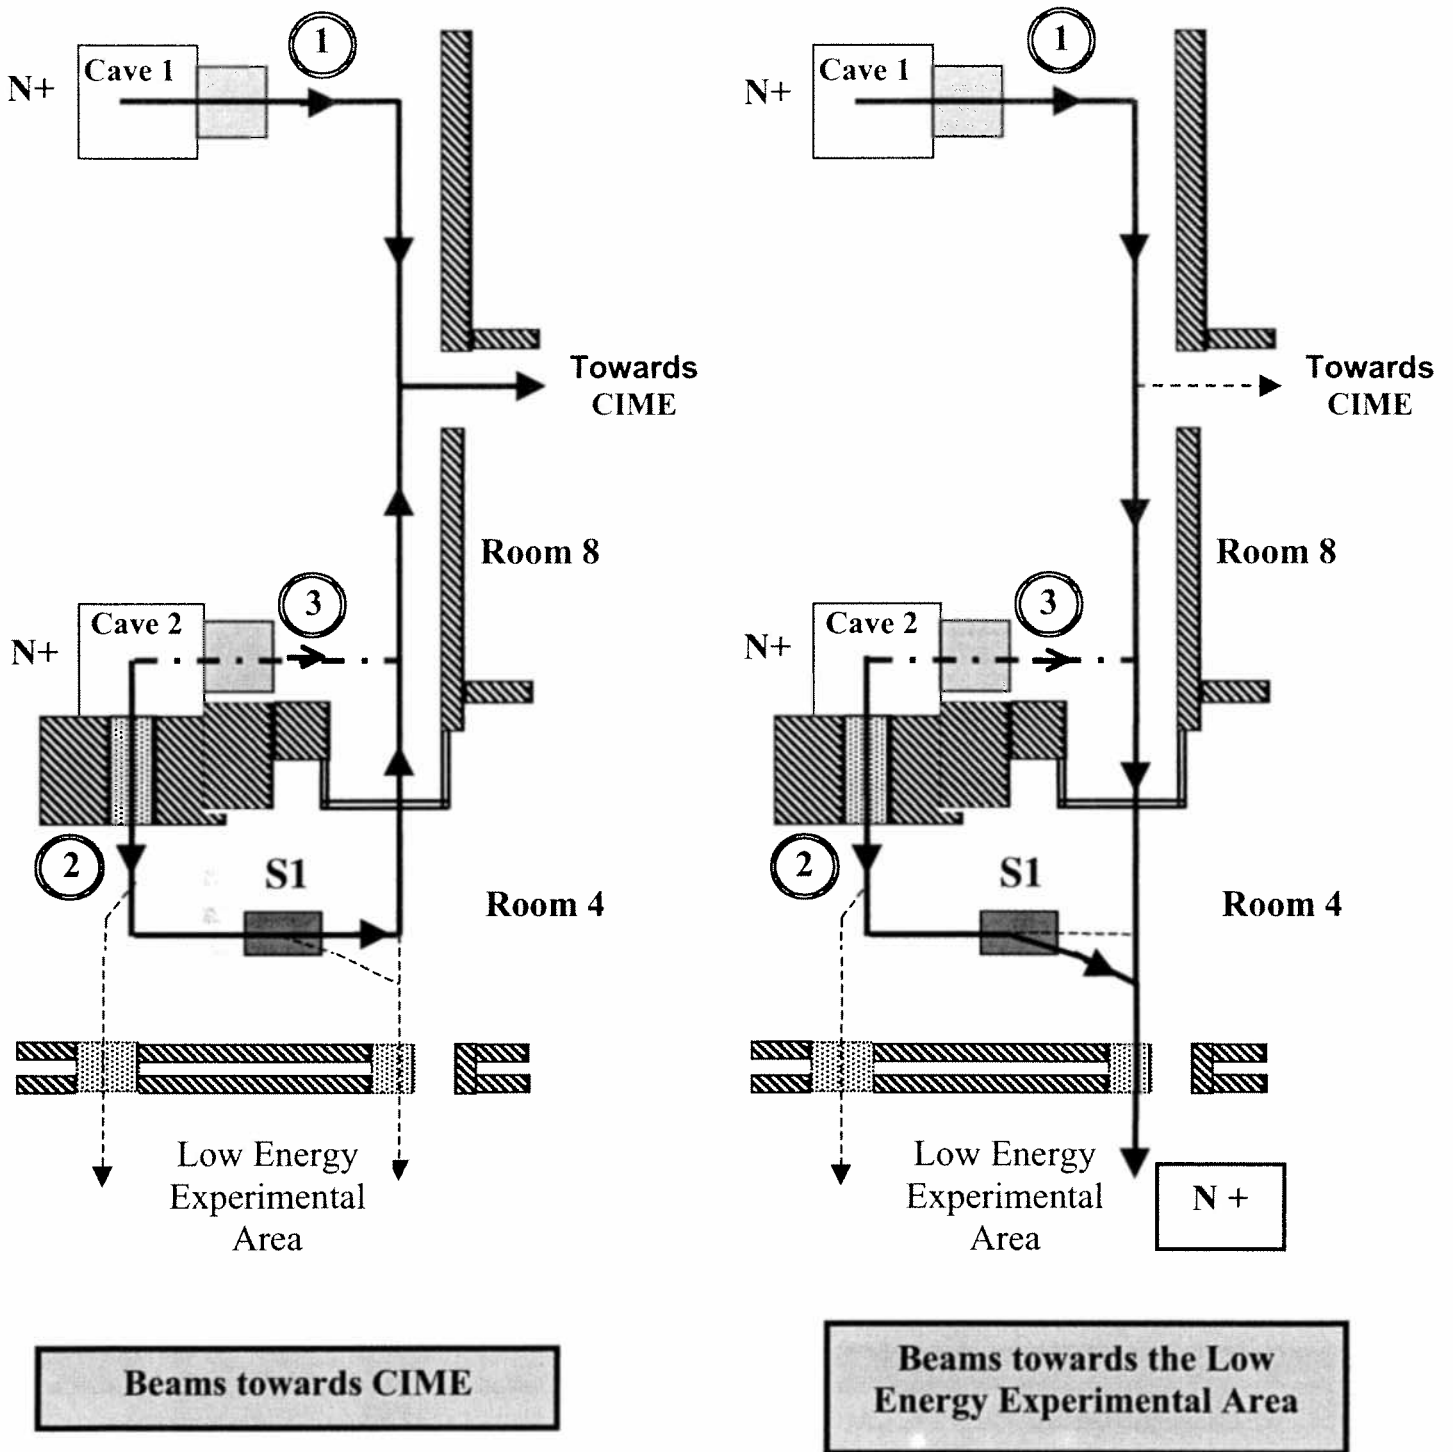 1
Cave 1
N+
Towards
CIME
Room 8
3
Cave 2
N+
2
S1
Room 4
Low Energy
Experimental
Area
Beams towards CIME
1
Cave 1
N+
Towards
CIME
Room 8
3
Cave 2
N+
2
S1
Room 4
Low Energy
Experimental
Area
N +
Beams towards the Low
Energy Experimental Area